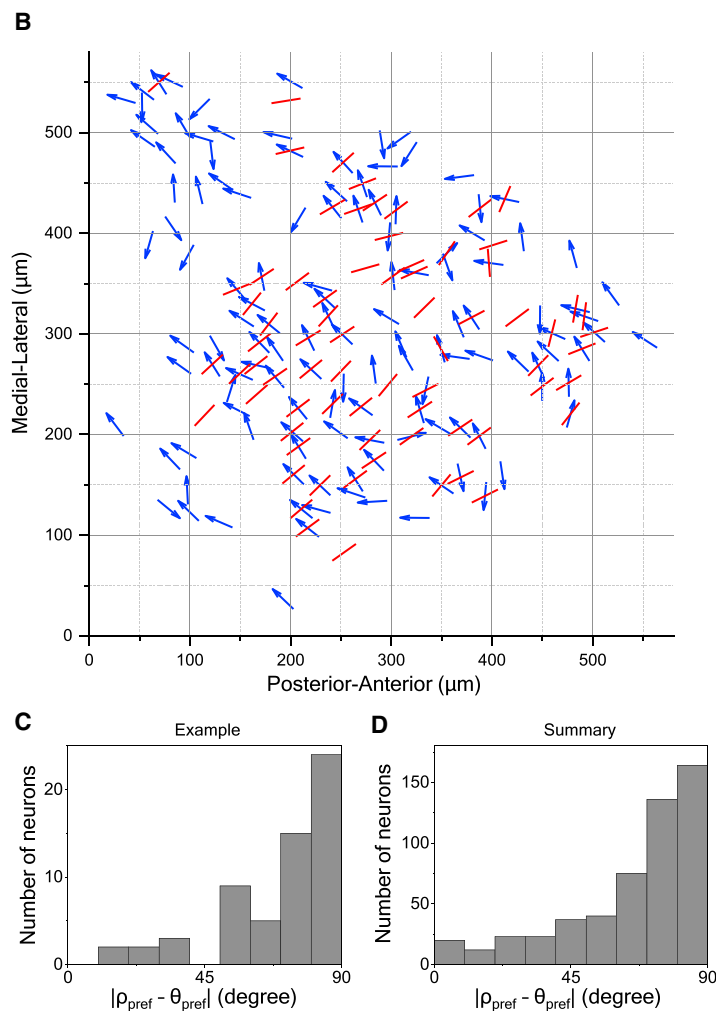 B
500
400
300
200
100
0
Medial-Lateral (µm)
0 100 200 300 400 500
Posterior-Anterior (µm)
C
Example
20
10
0
Number of neurons
0 45 90
|ρpref - θpref| (degree)
D
Summary
150
100
50
0
Number of neurons
0 45 90
|ρpref - θpref| (degree)